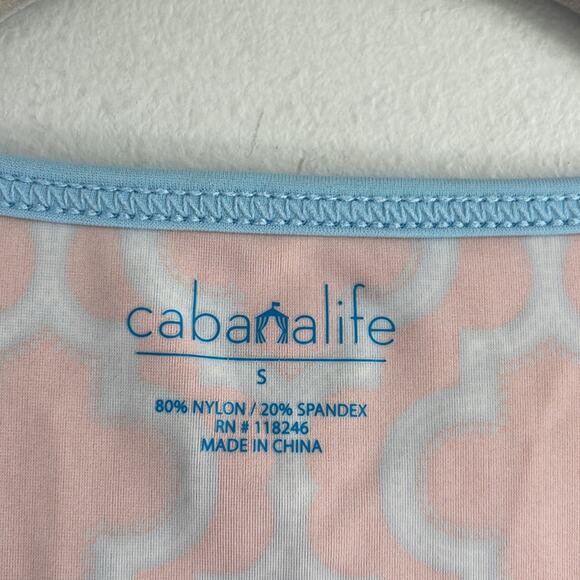 cabanalife
S
80% NYLON / 20% SPANDEX
RN # 118246
MADE IN CHINA